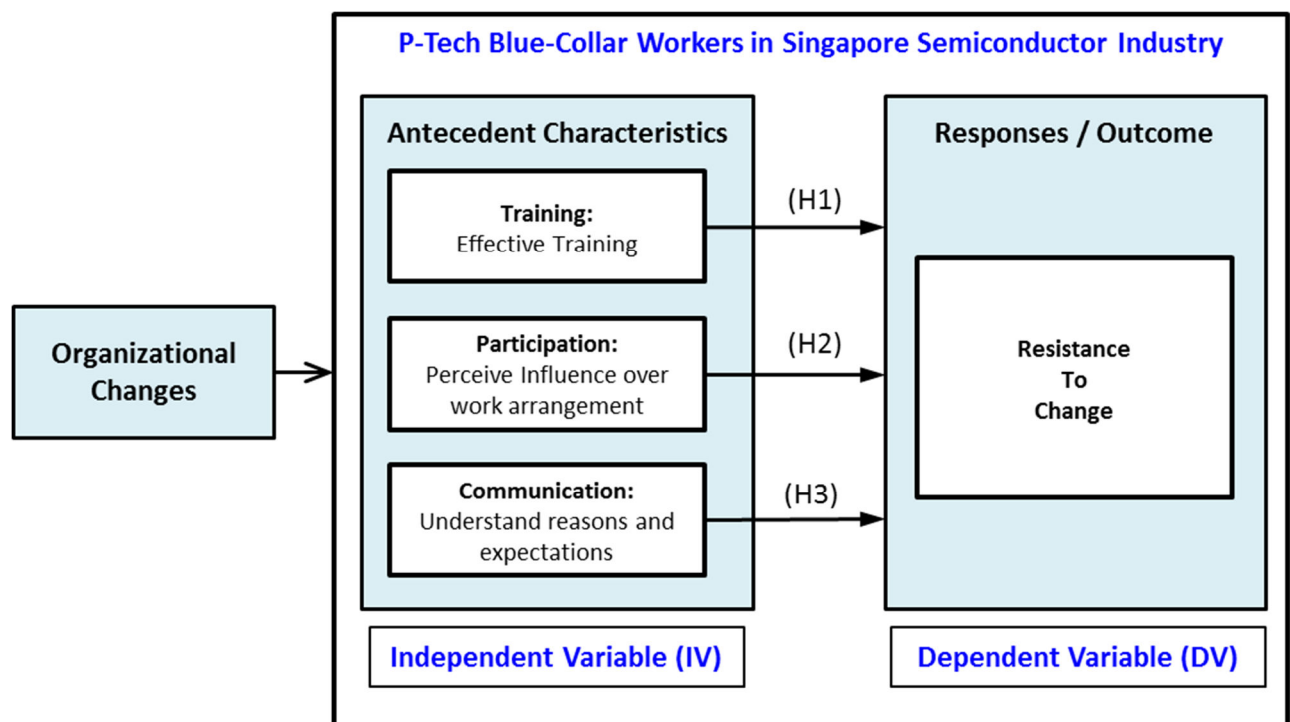 P-Tech Blue-Collar Workers in Singapore Semiconductor Industry
Organizational
Changes
Antecedent Characteristics
Training:
Effective Training
Participation:
Perceive Influence over
work arrangement
Communication:
Understand reasons and
expectations
Independent Variable (IV)
(H1)
(H2)
(H3)
Responses / Outcome
Resistance
To
Change
Dependent Variable (DV)